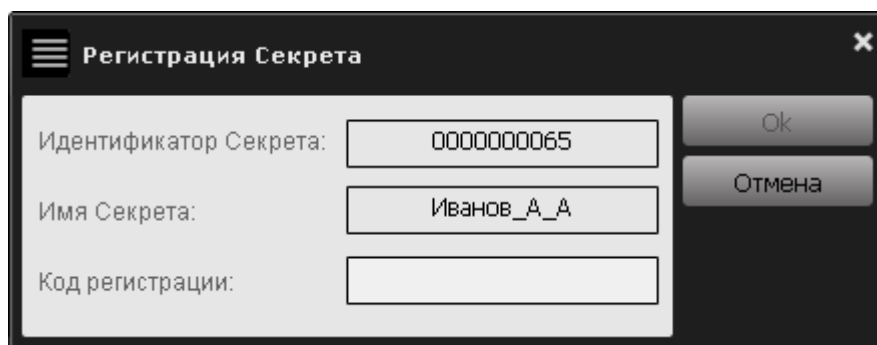 Регистрация Секрета
Идентификатор Секрета: 0000000065
Ok
Отмена
Имя Секрета: Иванов_А_А
Код регистрации: